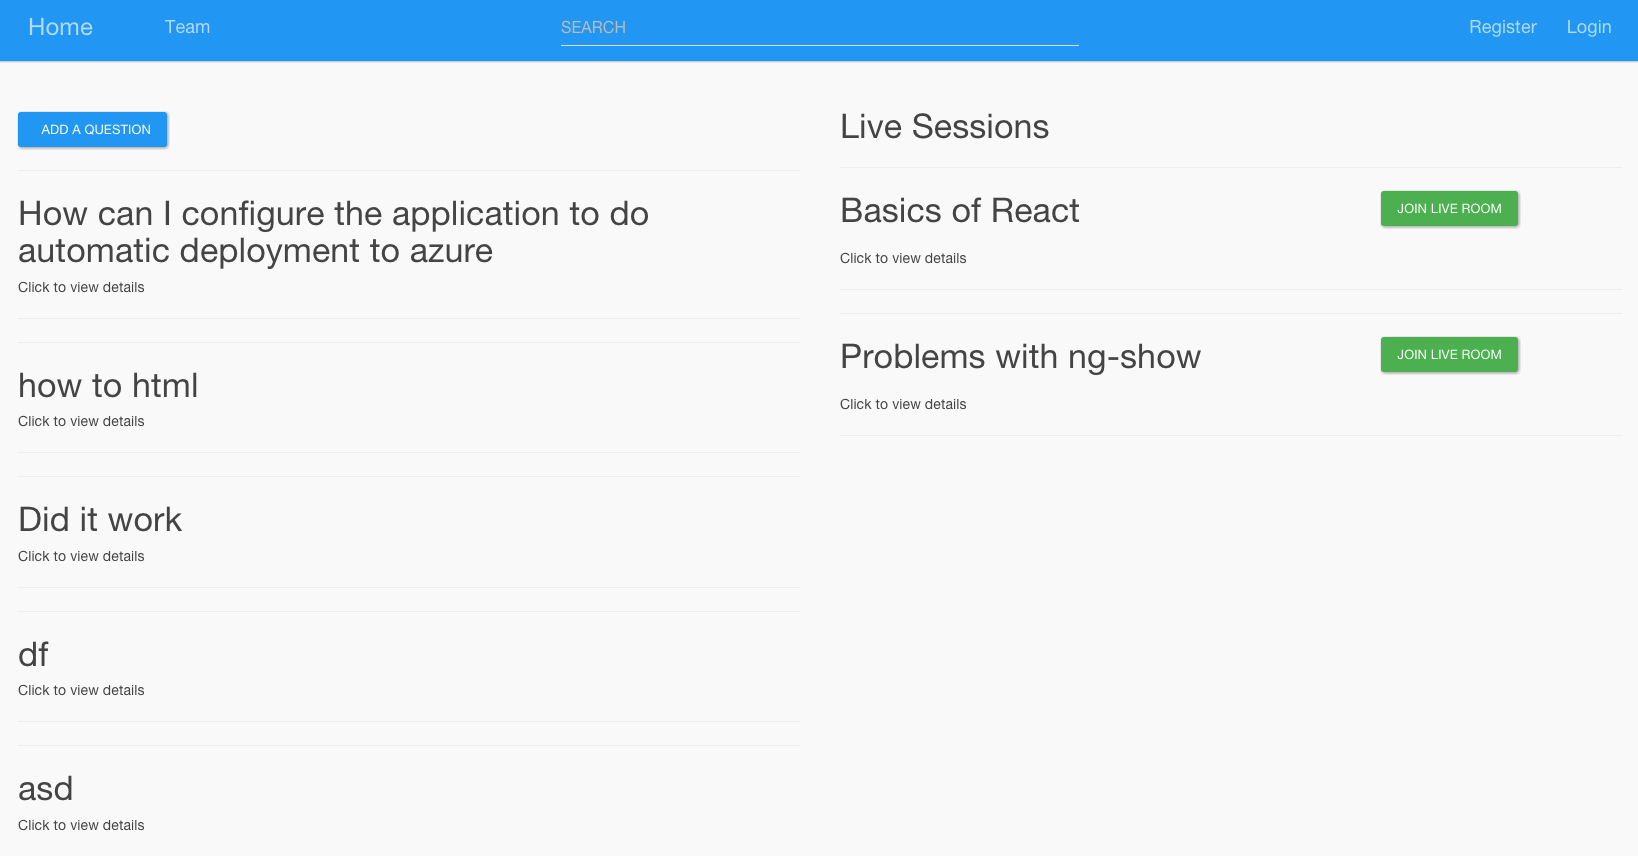 Home Team SEARCH Register Login
ADD A QUESTION
How can I configure the application to do
automatic deployment to azure
Click to view details
how to html
Click to view details
Did it work
Click to view details
df
Click to view details
asd
Click to view details
Live Sessions
Basics of React JOIN LIVE ROOM
Click to view details
Problems with ng-show JOIN LIVE ROOM
Click to view details